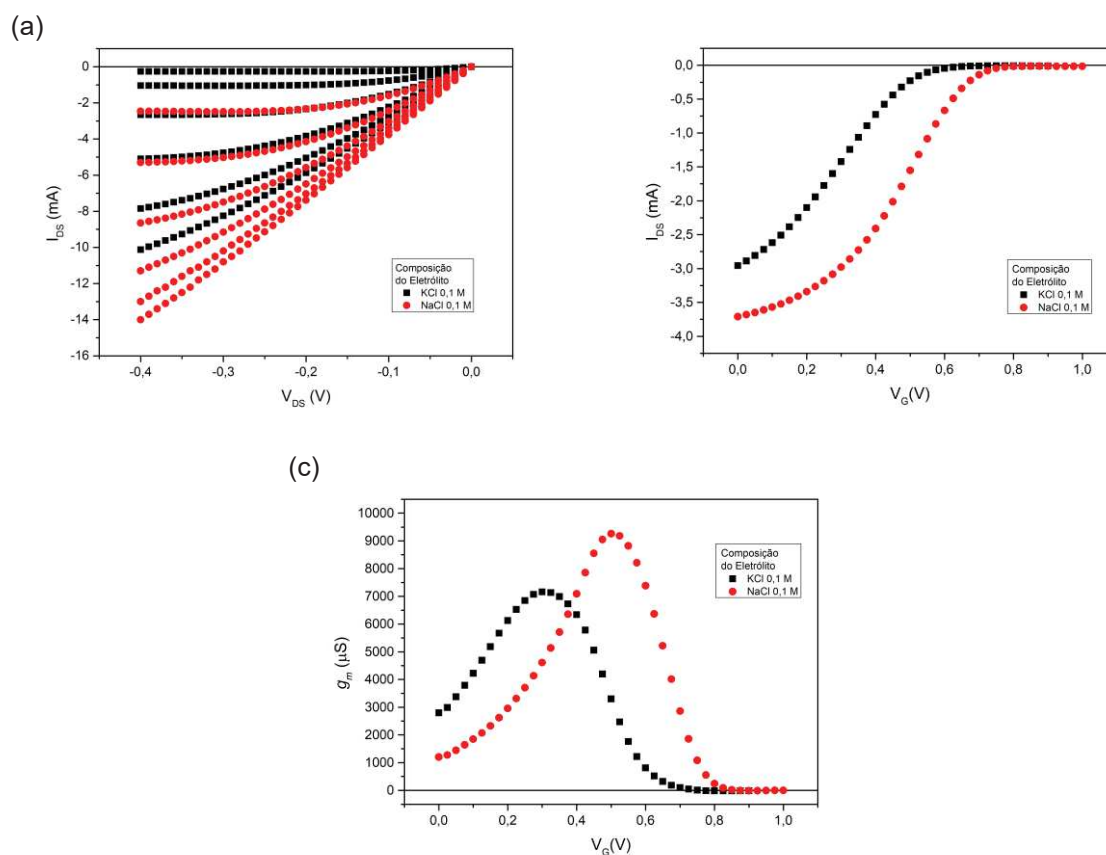 (a)
0
-2
-4
-6
-8
-10
-12
-14
-16
I_DS (mA)
-0,4
-0,3
-0,2
-0,1
0,0
V_DS (V)
Composição
do Eletrólito
KCl 0,1 M
NaCl 0,1 M
0,0
-0,5
-1,0
-1,5
-2,0
-2,5
-3,0
-3,5
-4,0
I_DS (mA)
0,0
0,2
0,4
0,6
0,8
1,0
V_G(V)
Composição
do Eletrólito
KCl 0,1 M
NaCl 0,1 M
(c)
10000
9000
8000
7000
6000
5000
4000
3000
2000
1000
0
g_m (µS)
0,0
0,2
0,4
0,6
0,8
1,0
V_G(V)
Composição
do Eletrólito
KCl 0,1 M
NaCl 0,1 M